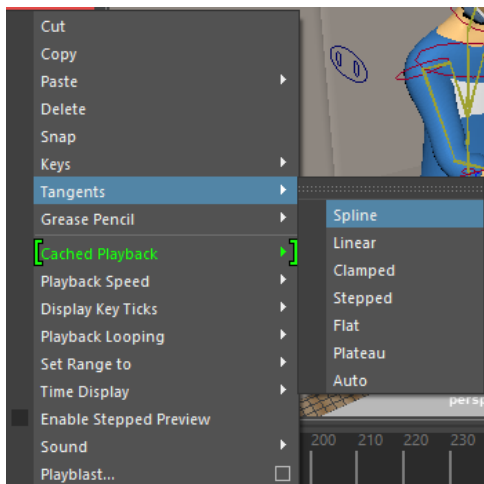 Cut
Copy
Paste
Delete
Snap
Keys
Tangents
Grease Pencil
Cached Playback
Playback Speed
Display Key Ticks
Playback Looping
Set Range to
Time Display
Enable Stepped Preview
Sound
Playblast...
Spline
Linear
Clamped
Stepped
Flat
Plateau
Auto
persp
200 210 220 230